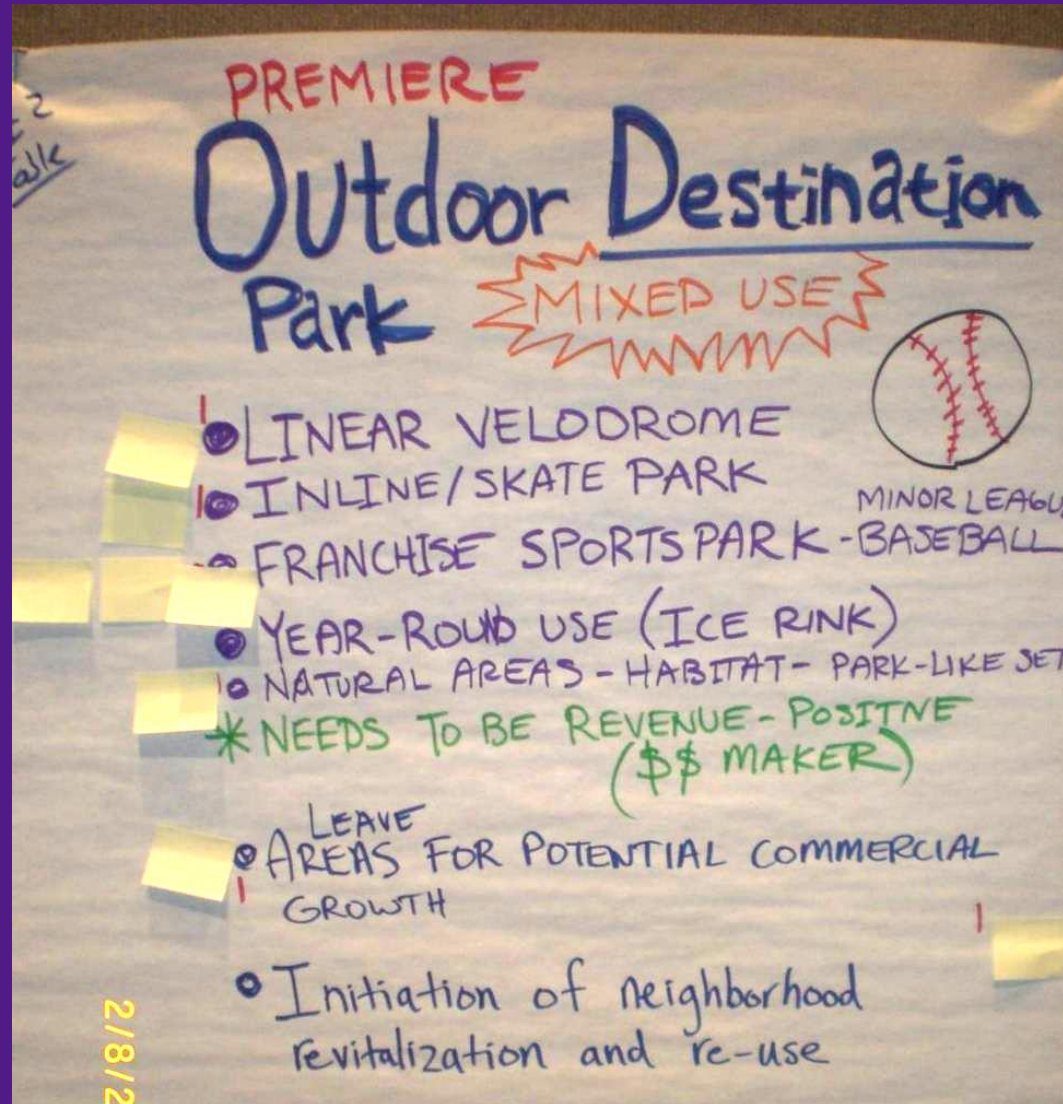 PREMIERE
Outdoor Destination
Park MIXED USE
• LINEAR VELODROME
• INLINE/SKATE PARK
MINOR
• FRANCHISE SPORTS PARK - BASEBALL
• YEAR-ROUND USE (ICE RINK)
• NATURAL AREAS - HABITAT - PARK-LIKE
* NEEDS TO BE REVENUE-POSITIVE
($$ MAKER)
LEAVE
• AREAS FOR POTENTIAL COMMERCIAL
GROWTH
• Initiation of neighborhood
revitalization and re-use